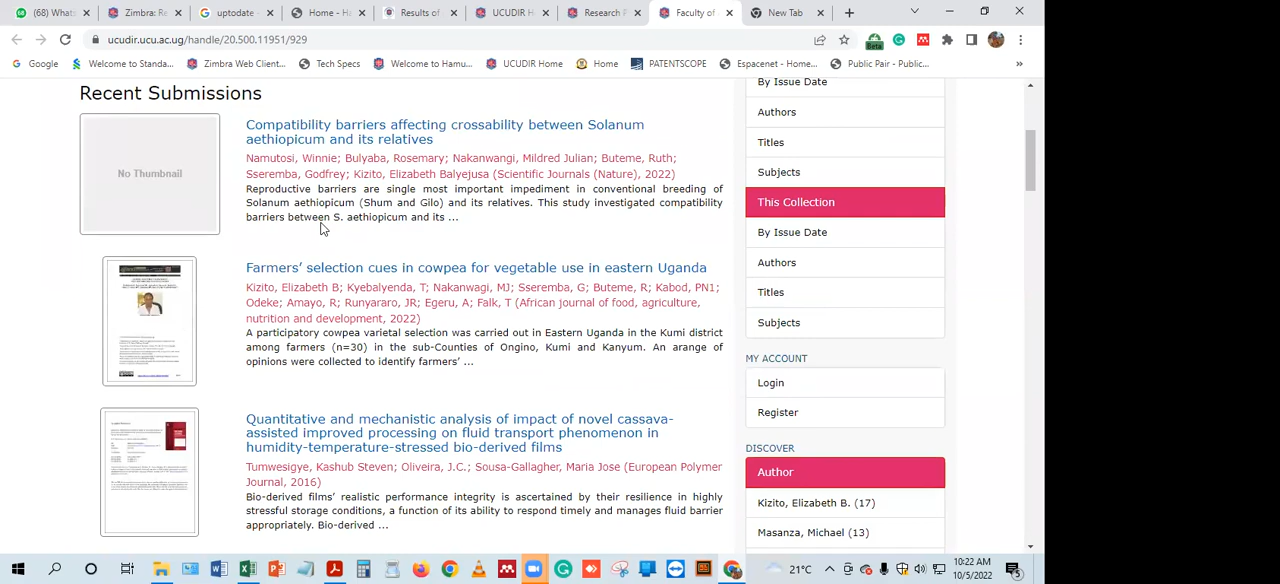 (68) Whats
Zimbra: Re
uptodate -
Home - Ha
Results of
UCUDIR H
Research P
Faculty of
New Tab
ucudir.ucu.ac.ug/handle/20.500.11951/929
Beta
Google
Welcome to Standa...
Zimbra Web Client...
Tech Specs
Welcome to Hamu...
UCUDIR Home
Home
PATENTSCOPE
Espacenet - Home...
Public Pair - Public...
»
Recent Submissions
No Thumbnail
Compatibility barriers affecting crossability between Solanum
aethiopicum and its relatives
Namutosi, Winnie; Bulyaba, Rosemary; Nakanwangi, Mildred Julian; Buteme, Ruth;
Sseremba, Godfrey; Kizito, Elizabeth Balyejusa (Scientific Journals (Nature), 2022)
Reproductive barriers are single most important impediment in conventional breeding of
Solanum aethiopicum (Shum and Gilo) and its relatives. This study investigated compatibility
barriers between S. aethiopicum and its ...
Farmers’ selection cues in cowpea for vegetable use in eastern Uganda
Kizito, Elizabeth B; Kyebalyenda, T; Nakanwagi, MJ; Sseremba, G; Buteme, R; Kabod, PN1;
Odeke; Amayo, R; Runyararo, JR; Egeru, A; Falk, T (African journal of food, agriculture,
nutrition and development, 2022)
A participatory cowpea varietal selection was carried out in Eastern Uganda in the Kumi district
among farmers (n=30) in the sub-Counties of Ongino, Kumi and Kanyum. An arange of
opinions were collected to identify farmers’ ...
Quantitative and mechanistic analysis of impact of novel cassava-
assisted improved processing on fluid transport phenomenon in
humidity-temperature-stressed bio-derived films
Tumwesigye, Kashub Steven; Oliveira, J.C.; Sousa-Gallagher, Maria Jose (European Polymer
Journal, 2016)
Bio-derived films’ realistic performance integrity is ascertained by their resilience in highly
stressful storage conditions, a function of its ability to respond timely and manages fluid barrier
appropriately. Bio-derived ...
By Issue Date
Authors
Titles
Subjects
This Collection
By Issue Date
Authors
Titles
Subjects
MY ACCOUNT
Login
Register
DISCOVER
Author
Kizito, Elizabeth B. (17)
Masanza, Michael (13)
21°C
10:22 AM
10/5/2022
5